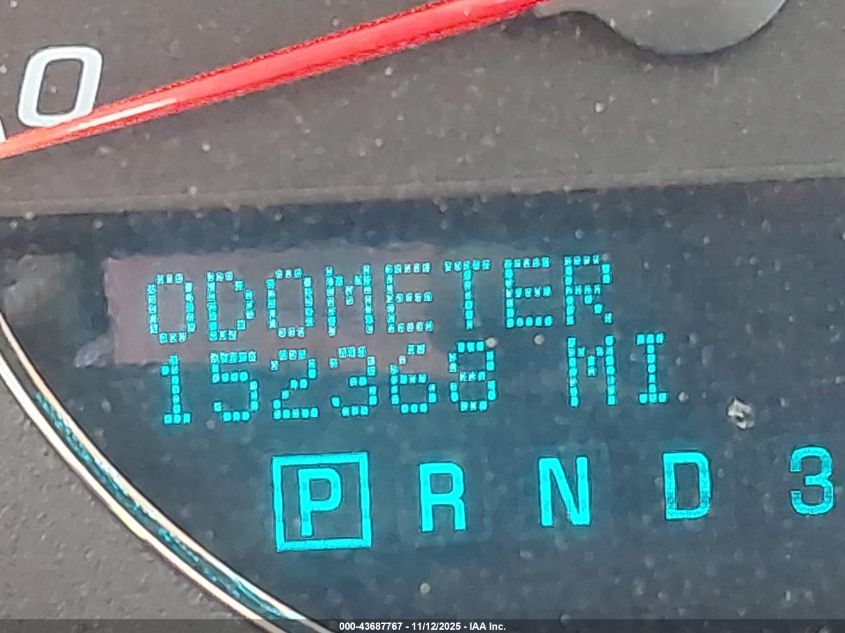 0
ODOMETER
152368 MI
P R N D 3
000-43687767 - 11/12/2025 - IAA Inc.